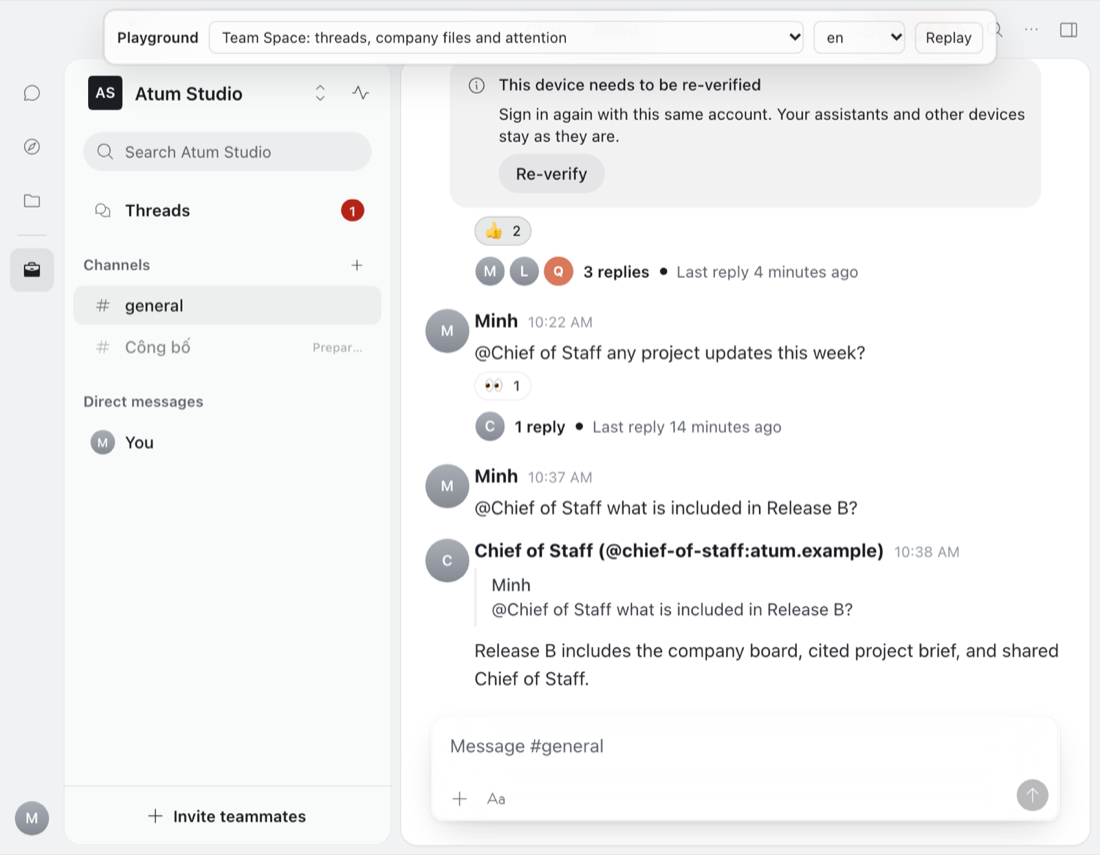 Playground
Team Space: threads, company files and attention
en
Replay
AS
Atum Studio
Search Atum Studio
Threads
1
Channels
# general
# Công bố
Prepar...
Direct messages
M
You
Invite teammates
M
This device needs to be re-verified
Sign in again with this same account. Your assistants and other devices
stay as they are.
Re-verify
👍 2
M L Q 3 replies • Last reply 4 minutes ago
M
Minh 10:22 AM
@Chief of Staff any project updates this week?
👀 1
C 1 reply • Last reply 14 minutes ago
M
Minh 10:37 AM
@Chief of Staff what is included in Release B?
C
Chief of Staff (@chief-of-staff:atum.example) 10:38 AM
Minh
@Chief of Staff what is included in Release B?
Release B includes the company board, cited project brief, and shared
Chief of Staff.
Message #general
Aa